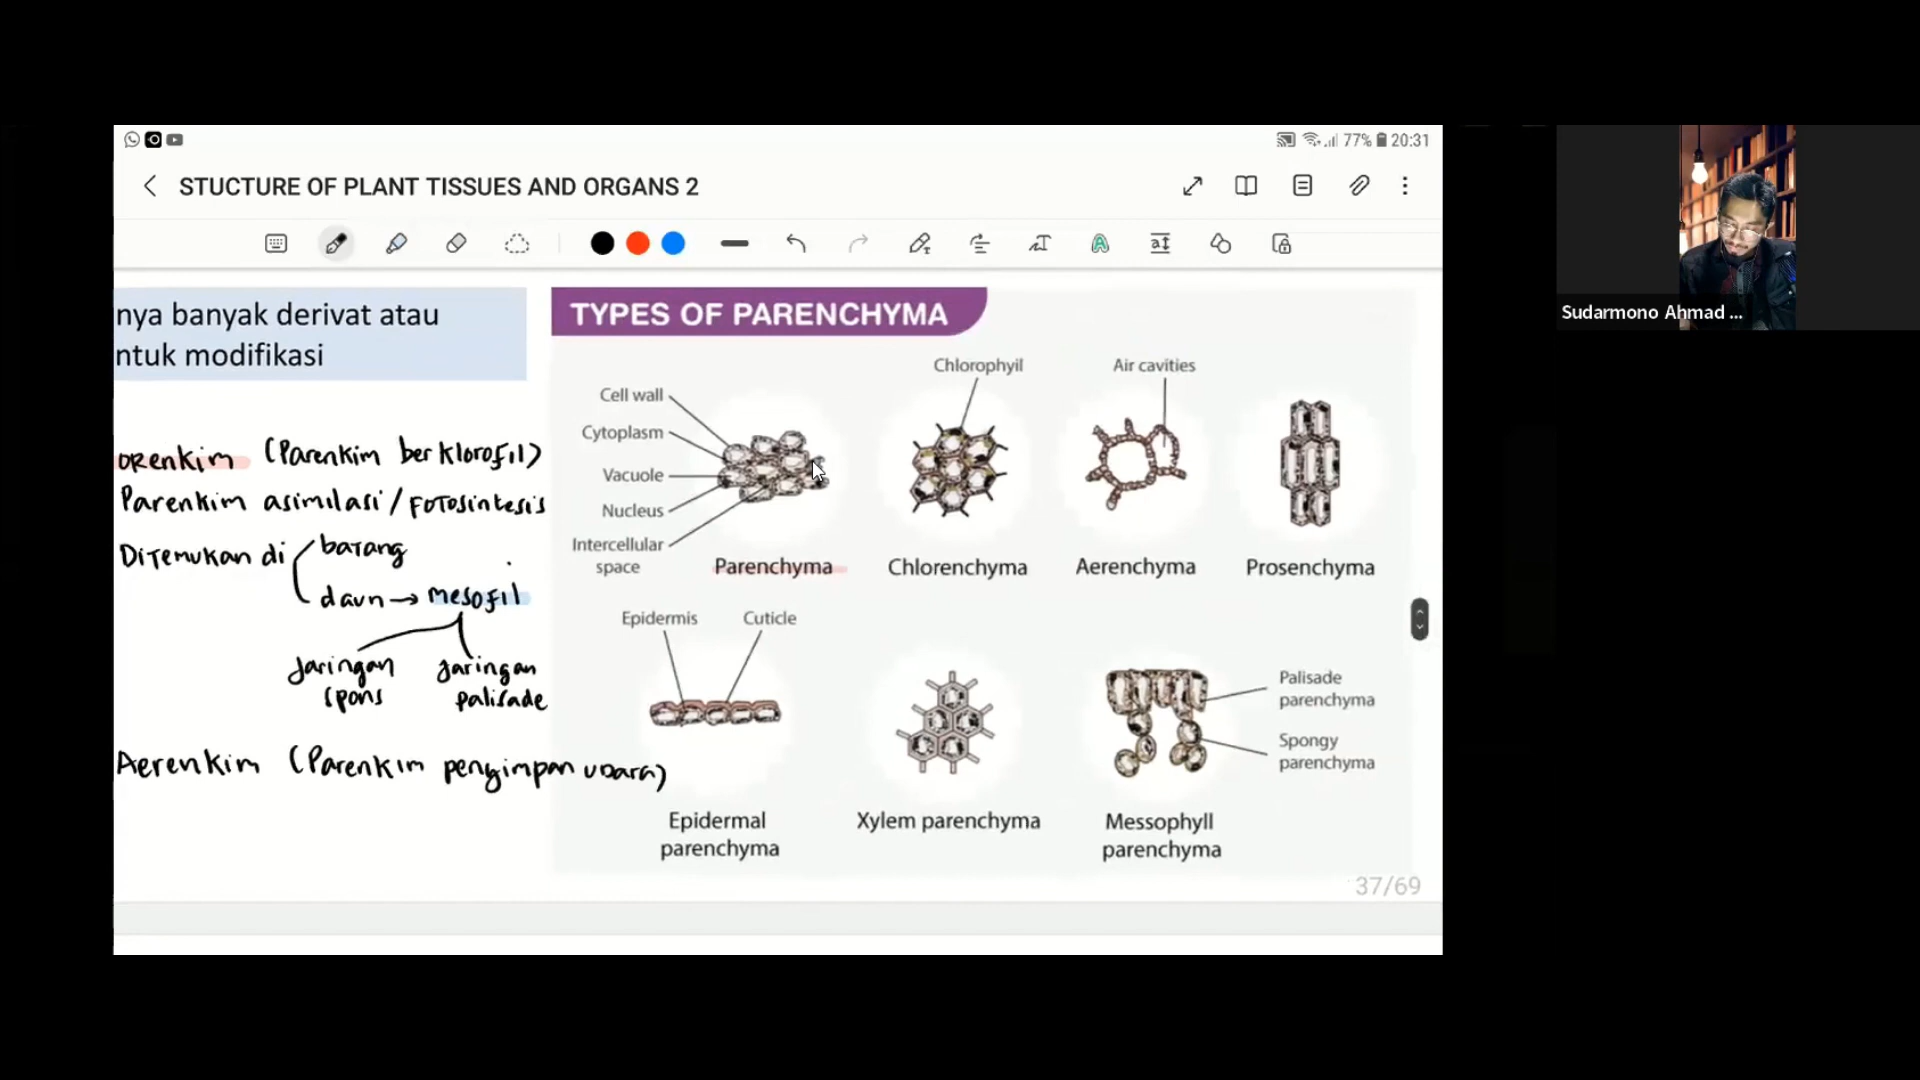 77% 20:31
STUCTURE OF PLANT TISSUES AND ORGANS 2
nya banyak derivat atau
ntuk modifikasi
orenkim (Parenkim berklorofil)
Parenkim asimilasi / Fotosintesis
Ditemukan di batang
daun → mesofil
Jaringan spons
Jaringan palisade
Aerenkim (Parenkim penyimpan udara)
TYPES OF PARENCHYMA
Cell wall
Cytoplasm
Vacuole
Nucleus
Intercellular
space
Parenchyma
Chlorophyil
Chlorenchyma
Air cavities
Aerenchyma
Prosenchyma
Epidermis
Cuticle
Epidermal
parenchyma
Xylem parenchyma
Palisade
parenchyma
Spongy
parenchyma
Messophyll
parenchyma
37/69
Sudarmono Ahmad ...